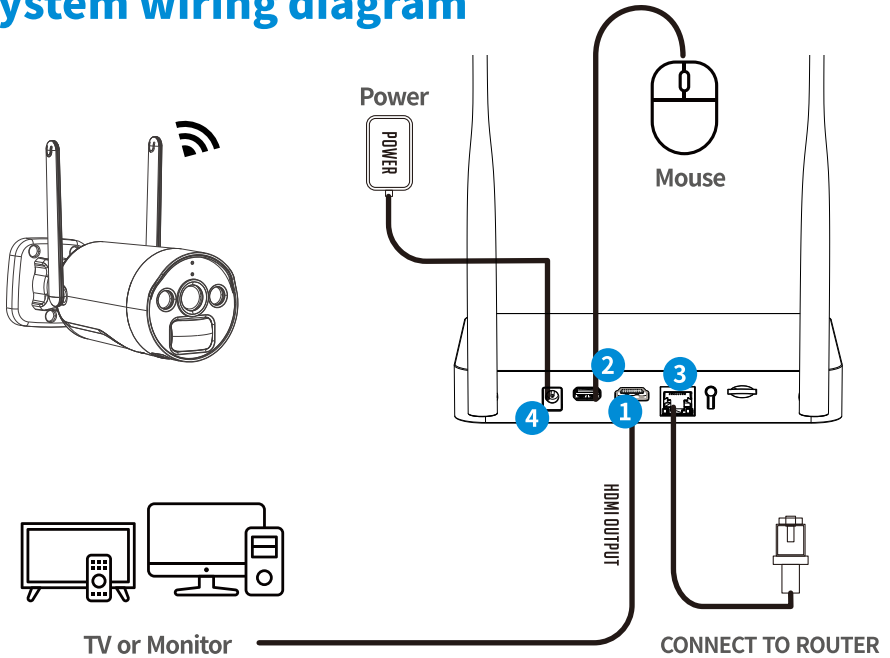 ystem wiring diagram
Power
POWER
Mouse
2
3
1
4
HDMI OUTPUT
TV or Monitor
CONNECT TO ROUTER